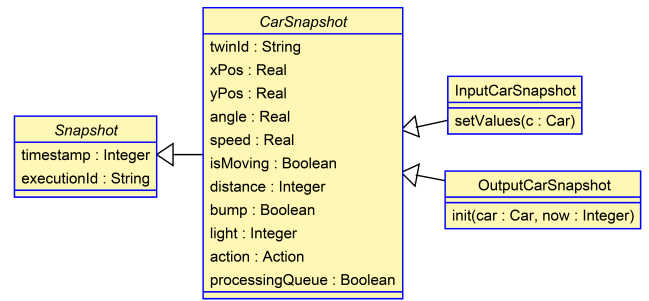 Snapshot
timestamp : Integer
executionId : String
CarSnapshot
twinId : String
xPos : Real
yPos : Real
angle : Real
speed : Real
isMoving : Boolean
distance : Integer
bump : Boolean
light : Integer
action : Action
processingQueue : Boolean
InputCarSnapshot
setValues(c : Car)
OutputCarSnapshot
init(car : Car, now : Integer)